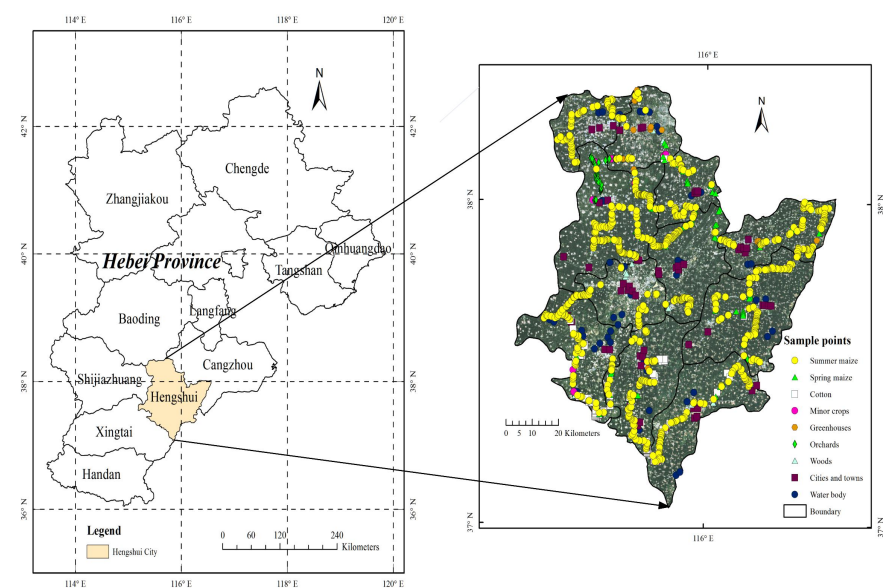 114° E 116° E 118° E 120° E
42° N
40° N
38° N
36° N
N
Chengde
Zhangjiakou
Qinhuangdao
Hebei Province
Tangshan
Baoding
Langfang
Cangzhou
Shijiazhuang
Hengshui
Xingtai
Handan
Legend
Hengshui City
0 60 120 240
Kilometers
42° N
40° N
38° N
36° N
114° E 116° E 118° E 120° E
116° E
N
38° N
38° N
Sample points
Summer maize
Spring maize
Cotton
Minor crops
Greenhouses
Orchards
Woods
Cities and towns
Water body
Boundary
0 5 10 20 Kilometers
37° N
37° N
116° E